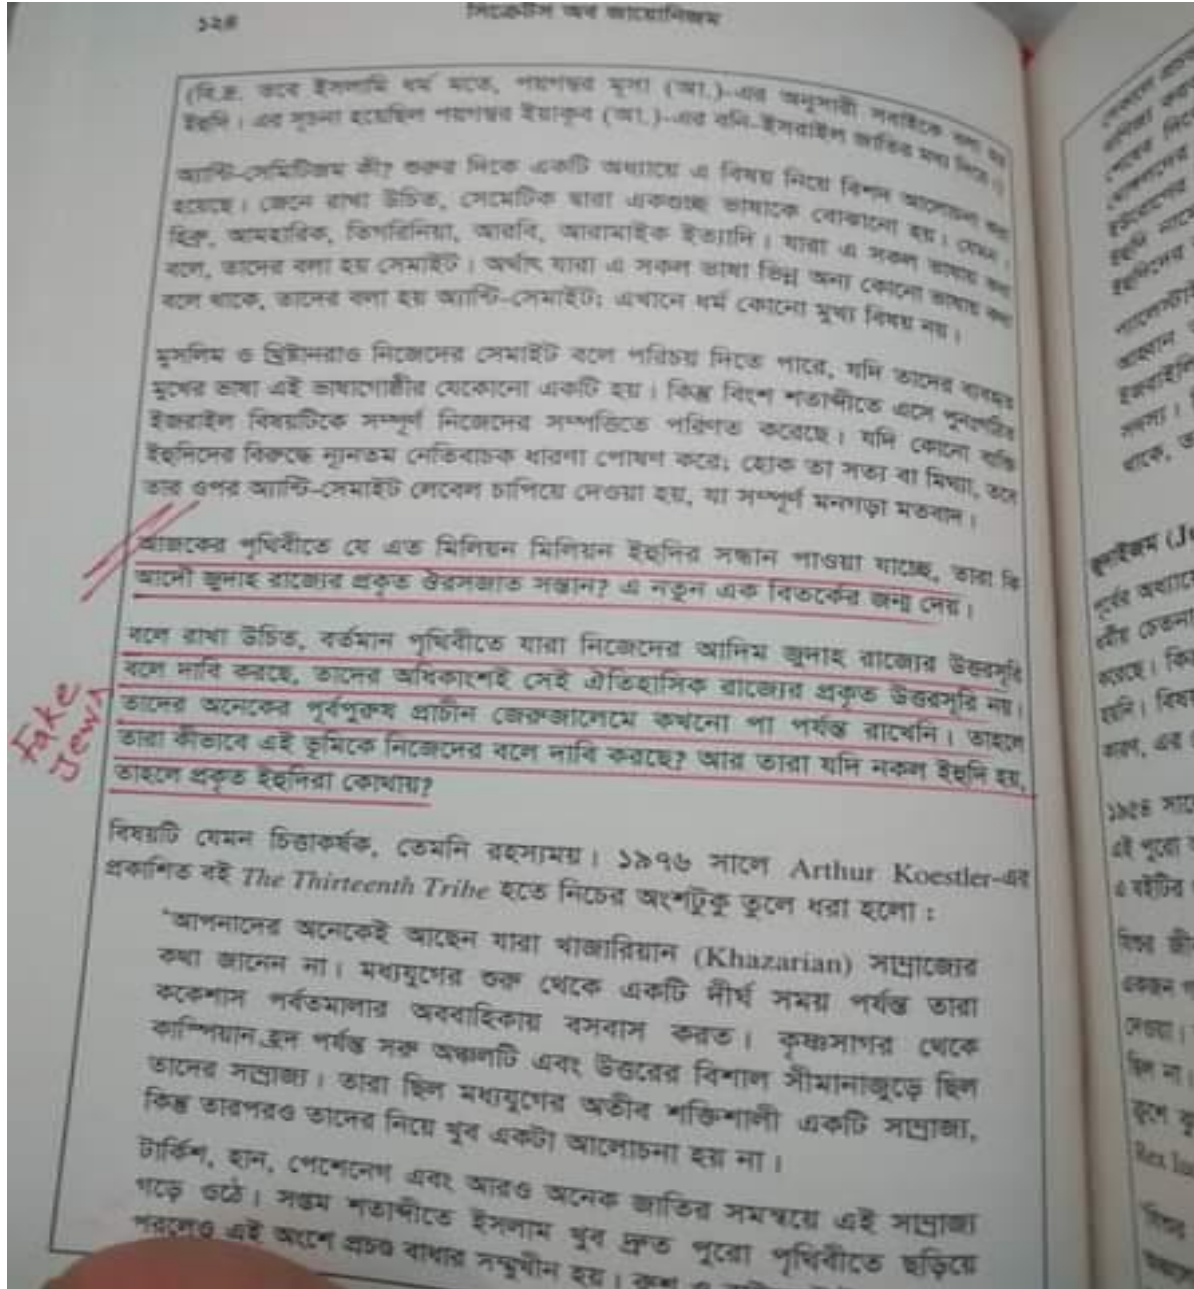 ১২৪
সিক্রেটস অব জায়োনিজম
(বি.দ্র. তবে ইসলামি ধর্ম মতে, পয়গম্বর মুসা (আ.)-এর অনুসারী সবাইকে বলা হয়
ইহুদি। এর সূচনা হয়েছিল পয়গম্বর ইয়াকুব (আ.)-এর বনি-ইসরাইল জাতির মধ্য দিয়ে।)
অ্যান্টি-সেমিটিজম কী? শুরুর দিকে একটি অধ্যায়ে এ বিষয় নিয়ে বিশদ আলোচনা করা
হয়েছে। জেনে রাখা উচিত, সেমেটিক দ্বারা একগুচ্ছ ভাষাকে বোঝানো হয়। যেমন :
হিব্রু, আমহারিক, তিগরিনিয়া, আরবি, আরামাইক ইত্যাদি। যারা এ সকল ভাষায় কথা
বলে, তাদের বলা হয় সেমাইট। অর্থাৎ যারা এ সকল ভাষা ভিন্ন অন্য কোনো ভাষায় কথা
বলে থাকে, তাদের বলা হয় অ্যান্টি-সেমাইট; এখানে ধর্ম কোনো মুখ্য বিষয় নয়।
মুসলিম ও খ্রিষ্টানরাও নিজেদের সেমাইট বলে পরিচয় দিতে পারে, যদি তাদের ব্যবহৃত
মুখের ভাষা এই ভাষাগোষ্ঠীর যেকোনো একটি হয়। কিন্তু বিংশ শতাব্দীতে এসে পুনর্গঠিত
ইজরাইল বিষয়টিকে সম্পূর্ণ নিজেদের সম্পত্তিতে পরিণত করেছে। যদি কোনো ব্যক্তি
ইহুদিদের বিরুদ্ধে ন্যূনতম নেতিবাচক ধারণা পোষণ করে; হোক তা সত্য বা মিথ্যা, তবে
তার ওপর অ্যান্টি-সেমাইট লেবেল চাপিয়ে দেওয়া হয়, যা সম্পূর্ণ মনগড়া মতবাদ।
আজকের পৃথিবীতে যে এত মিলিয়ন মিলিয়ন ইহুদির সন্ধান পাওয়া যাচ্ছে, তারা কি
আদৌ জুদাহ রাজ্যের প্রকৃত ঔরসজাত সন্তান? এ নতুন এক বিতর্কের জন্ম দেয়।
বলে রাখা উচিত, বর্তমান পৃথিবীতে যারা নিজেদের আদিম জুদাহ রাজ্যের উত্তরসূরি
বলে দাবি করছে, তাদের অধিকাংশই সেই ঐতিহাসিক রাজ্যের প্রকৃত উত্তরসূরি নয়।
তাদের অনেকের পূর্বপুরুষ প্রাচীন জেরুজালেমে কখনো পা পর্যন্ত রাখেনি। তাহলে
তারা কীভাবে এই ভূমিকে নিজেদের বলে দাবি করছে? আর তারা যদি নকল ইহুদি হয়,
তাহলে প্রকৃত ইহুদিরা কোথায়?
Fake
Jews
বিষয়টি যেমন চিত্তাকর্ষক, তেমনি রহস্যময়। ১৯৭৬ সালে Arthur Koestler-এর
প্রকাশিত বই The Thirteenth Tribe হতে নিচের অংশটুকু তুলে ধরা হলো :
'আপনাদের অনেকেই আছেন যারা খাজারিয়ান (Khazarian) সাম্রাজ্যের
কথা জানেন না। মধ্যযুগের শুরু থেকে একটি দীর্ঘ সময় পর্যন্ত তারা
ককেশাস পর্বতমালার অববাহিকায় বসবাস করত। কৃষ্ণসাগর থেকে
কাস্পিয়ান হ্রদ পর্যন্ত সরু অঞ্চলটি এবং উত্তরের বিশাল সীমানাজুড়ে ছিল
তাদের সাম্রাজ্য। তারা ছিল মধ্যযুগের অতীব শক্তিশালী একটি সাম্রাজ্য,
কিন্তু তারপরও তাদের নিয়ে খুব একটা আলোচনা হয় না।
টার্কিশ, হান, পেশেনেগ এবং আরও অনেক জাতির সমন্বয়ে এই সাম্রাজ্য
গড়ে ওঠে। সপ্তম শতাব্দীতে ইসলাম খুব দ্রুত পুরো পৃথিবীতে ছড়িয়ে
পরলেও এই অংশে প্রচণ্ড বাধার সম্মুখীন হয়।